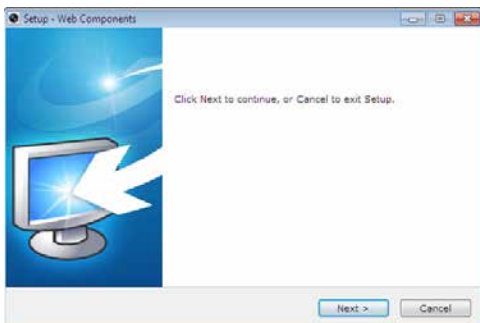 Setup - Web Components
Click Next to continue, or Cancel to exit Setup.
Next >
Cancel